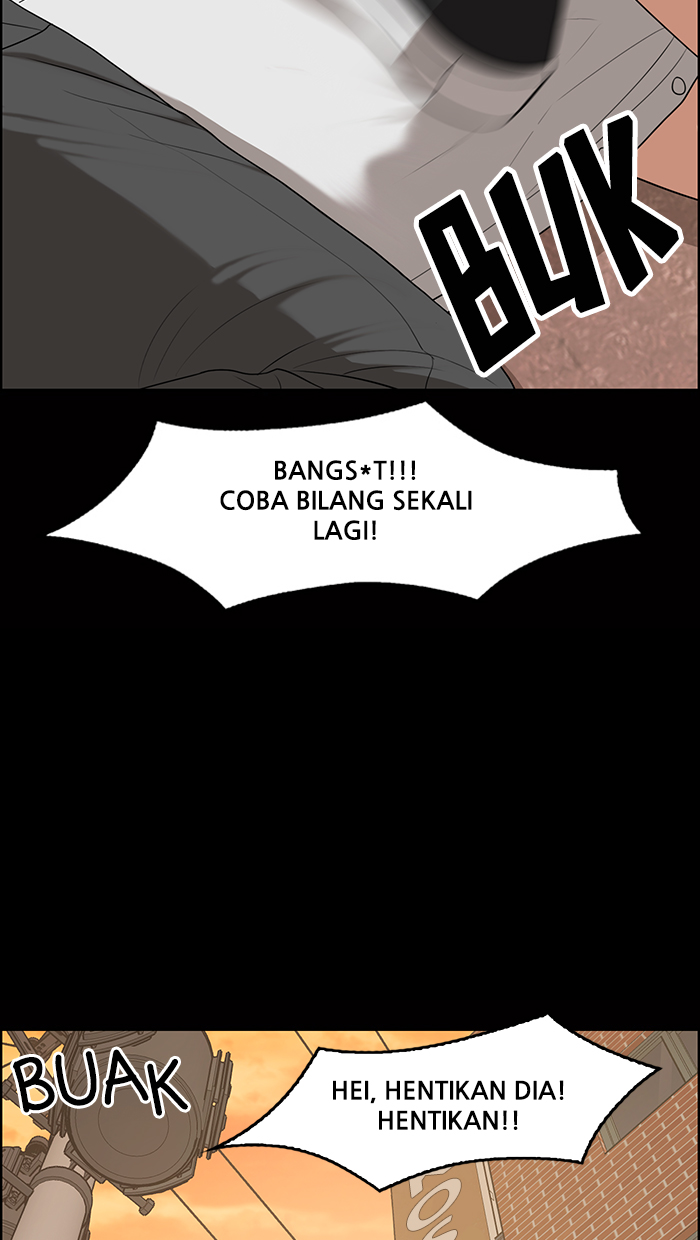 BUK
BANGS*T!!!
COBA BILANG SEKALI
LAGI!
BUAK
HEI, HENTIKAN DIA!
HENTIKAN!!